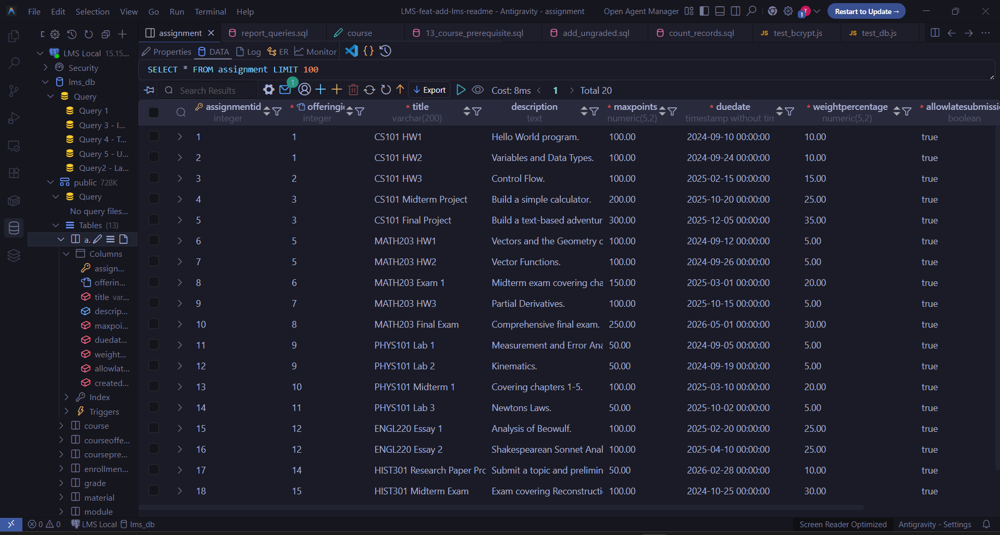 File Edit Selection View Go Run Terminal Help LMS-feat-add-lms-readme - Antigravity - assignment Open Agent Manager 1 T Restart to Update →
assignment report_queries.sql course 13_course_prerequisite.sql add_ungraded.sql count_records.sql JS test_bcrypt.js JS test_db.js
Properties DATA Log ER Monitor
SELECT * FROM assignment LIMIT 100
Search Results 1 Export Cost: 8ms 1 Total 20
LMS Local 15.15...
Security
lms_db
Query
Query 1
Query 3 - I...
Query 4 - T...
Query 5 - U...
Query2 - La...
public 728K
Query
No query files...
Tables (13)
a.
Columns
assign...
offerin...
title var...
descrip...
maxpoi...
duedat...
weight...
allowlat...
created...
Index
Triggers
course
courseoffe...
coursepre...
enrollmen...
grade
material
module
assignmentid * offeringi * title description * maxpoints * duedate * weightpercentage * allowlatesubmissi
integer integer varchar(200) text numeric(5,2) timestamp without tim numeric(5,2) boolean
1 1 CS101 HW1 Hello World program. 100.00 2024-09-10 00:00:00 10.00 true
2 1 CS101 HW2 Variables and Data Types. 100.00 2024-09-24 00:00:00 10.00 true
3 2 CS101 HW3 Control Flow. 100.00 2025-02-15 00:00:00 15.00 true
4 3 CS101 Midterm Project Build a simple calculator. 200.00 2025-10-20 00:00:00 25.00 true
5 3 CS101 Final Project Build a text-based adventur 300.00 2025-12-05 00:00:00 35.00 true
6 5 MATH203 HW1 Vectors and the Geometry o 100.00 2024-09-12 00:00:00 5.00 true
7 5 MATH203 HW2 Vector Functions. 100.00 2024-09-26 00:00:00 5.00 true
8 6 MATH203 Exam 1 Midterm exam covering cha 150.00 2025-03-01 00:00:00 20.00 true
9 7 MATH203 HW3 Partial Derivatives. 100.00 2025-10-15 00:00:00 5.00 true
10 8 MATH203 Final Exam Comprehensive final exam. 250.00 2026-05-01 00:00:00 30.00 true
11 9 PHYS101 Lab 1 Measurement and Error Ana 50.00 2024-09-05 00:00:00 5.00 true
12 9 PHYS101 Lab 2 Kinematics. 50.00 2024-09-19 00:00:00 5.00 true
13 10 PHYS101 Midterm 1 Covering chapters 1-5. 100.00 2025-03-10 00:00:00 20.00 true
14 11 PHYS101 Lab 3 Newtons Laws. 50.00 2025-10-02 00:00:00 5.00 true
15 12 ENGL220 Essay 1 Analysis of Beowulf. 100.00 2025-02-20 00:00:00 25.00 true
16 12 ENGL220 Essay 2 Shakespearean Sonnet Anal 100.00 2025-04-10 00:00:00 25.00 true
17 14 HIST301 Research Paper Pro Submit a topic and prelimin 50.00 2026-02-28 00:00:00 10.00 true
18 15 HIST301 Midterm Exam Exam covering Reconstructi 100.00 2024-10-25 00:00:00 30.00 true
0 0 LMS Local lms_db Screen Reader Optimized Antigravity - Settings